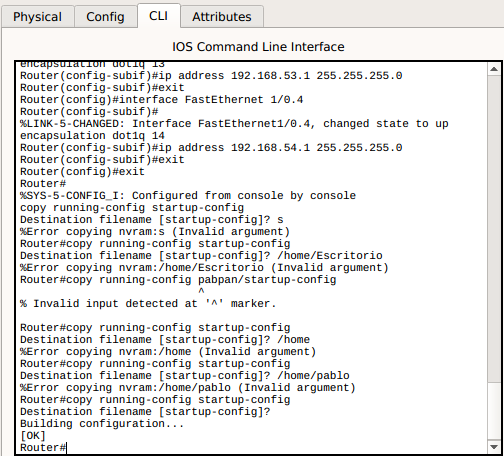 Physical
Config
CLI
Attributes
IOS Command Line Interface
encapsulation dot1q 13
Router(config-subif)#ip address 192.168.53.1 255.255.255.0
Router(config-subif)#exit
Router(config)#interface FastEthernet 1/0.4
Router(config-subif)#
%LINK-5-CHANGED: Interface FastEthernet1/0.4, changed state to up
encapsulation dot1q 14
Router(config-subif)#ip address 192.168.54.1 255.255.255.0
Router(config-subif)#exit
Router(config)#exit
Router#
%SYS-5-CONFIG_I: Configured from console by console
copy running-config startup-config
Destination filename [startup-config]? s
%Error copying nvram:s (Invalid argument)
Router#copy running-config startup-config
Destination filename [startup-config]? /home/Escritorio
%Error copying nvram:/home/Escritorio (Invalid argument)
Router#copy running-config pabpan/startup-config
^
% Invalid input detected at '^' marker.
Router#copy running-config startup-config
Destination filename [startup-config]? /home
%Error copying nvram:/home (Invalid argument)
Router#copy running-config startup-config
Destination filename [startup-config]? /home/pablo
%Error copying nvram:/home/pablo (Invalid argument)
Router#copy running-config startup-config
Destination filename [startup-config]?
Building configuration...
[OK]
Router#